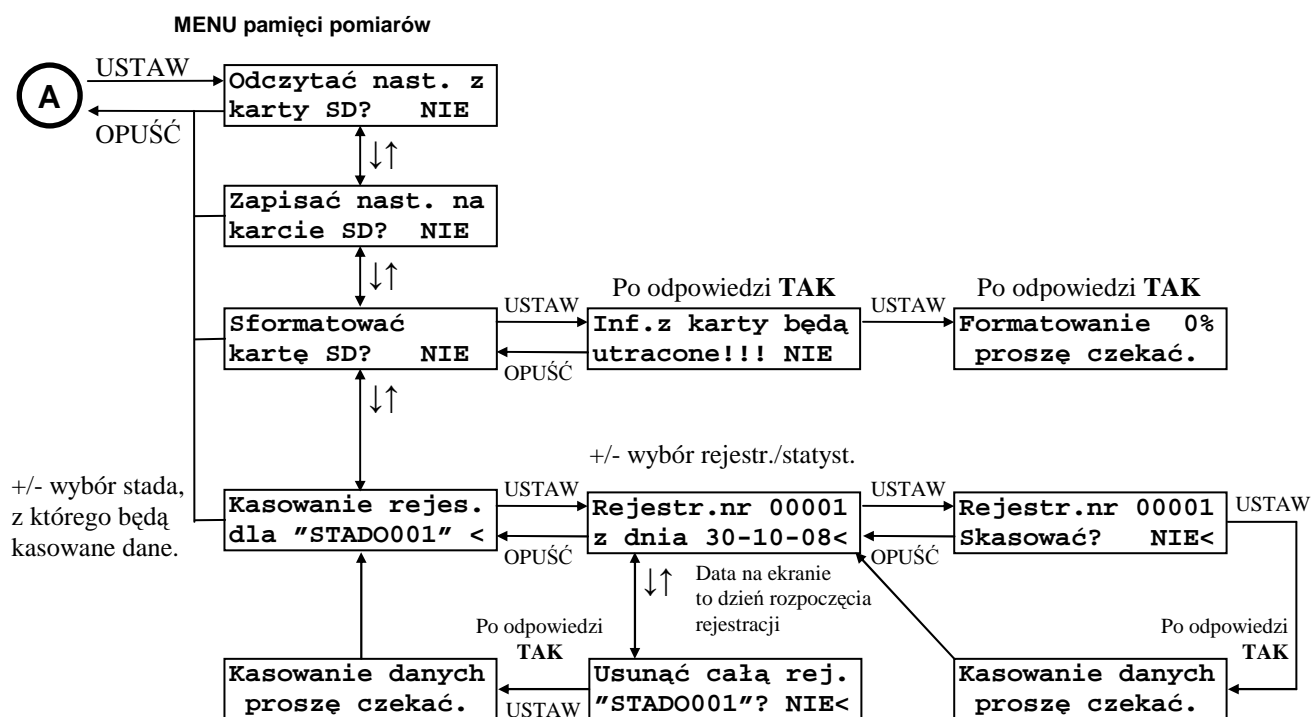 MENU pamięci pomiarów
USTAW
A
OPUŚĆ
Odczytać nast. z
karty SD? NIE
↓↑
Zapisać nast. na
karcie SD? NIE
↓↑
Sformatować
kartę SD? NIE
USTAW
OPUŚĆ
Po odpowiedzi TAK
Inf.z karty będą
utracone!!! NIE
USTAW
Po odpowiedzi TAK
Formatowanie 0%
proszę czekać.
↓↑
+/- wybór stada,
z którego będą
kasowane dane.
Kasowanie rejes.
dla "STADO001" <
USTAW
OPUŚĆ
+/- wybór rejestr./statyst.
Rejestr.nr 00001
z dnia 30-10-08<
USTAW
OPUŚĆ
Rejestr.nr 00001
Skasować? NIE<
USTAW
↓↑
Data na ekranie
to dzień rozpoczęcia
rejestracji
Po odpowiedzi
TAK
Po odpowiedzi
TAK
Kasowanie danych
proszę czekać.
USTAW
Usunąć całą rej.
"STADO001"? NIE<
Kasowanie danych
proszę czekać.